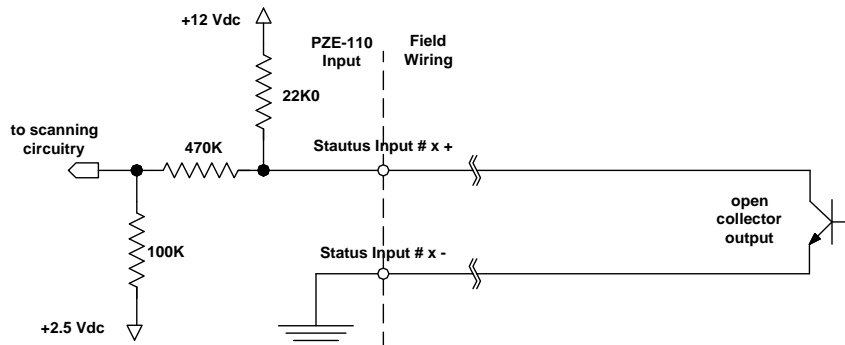 +12 Vdc
PZE-110
Input
Field
Wiring
22K0
to scanning
circuitry
470K
Stautus Input # x +
open
collector
output
100K
Status Input # x -
+2.5 Vdc